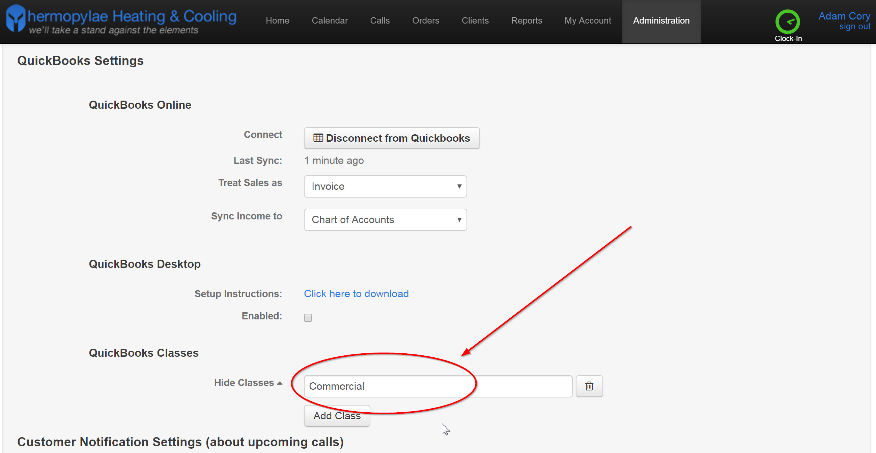 hermopylae Heating & Cooling
we'll take a stand against the elements
Home Calendar Calls Orders Clients Reports My Account Administration
Clock-In
Adam Cory
sign out
QuickBooks Settings
QuickBooks Online
Connect Disconnect from Quickbooks
Last Sync: 1 minute ago
Treat Sales as Invoice
Sync Income to Chart of Accounts
QuickBooks Desktop
Setup Instructions: Click here to download
Enabled:
QuickBooks Classes
Hide Classes Commercial
Add Class
Customer Notification Settings (about upcoming calls)